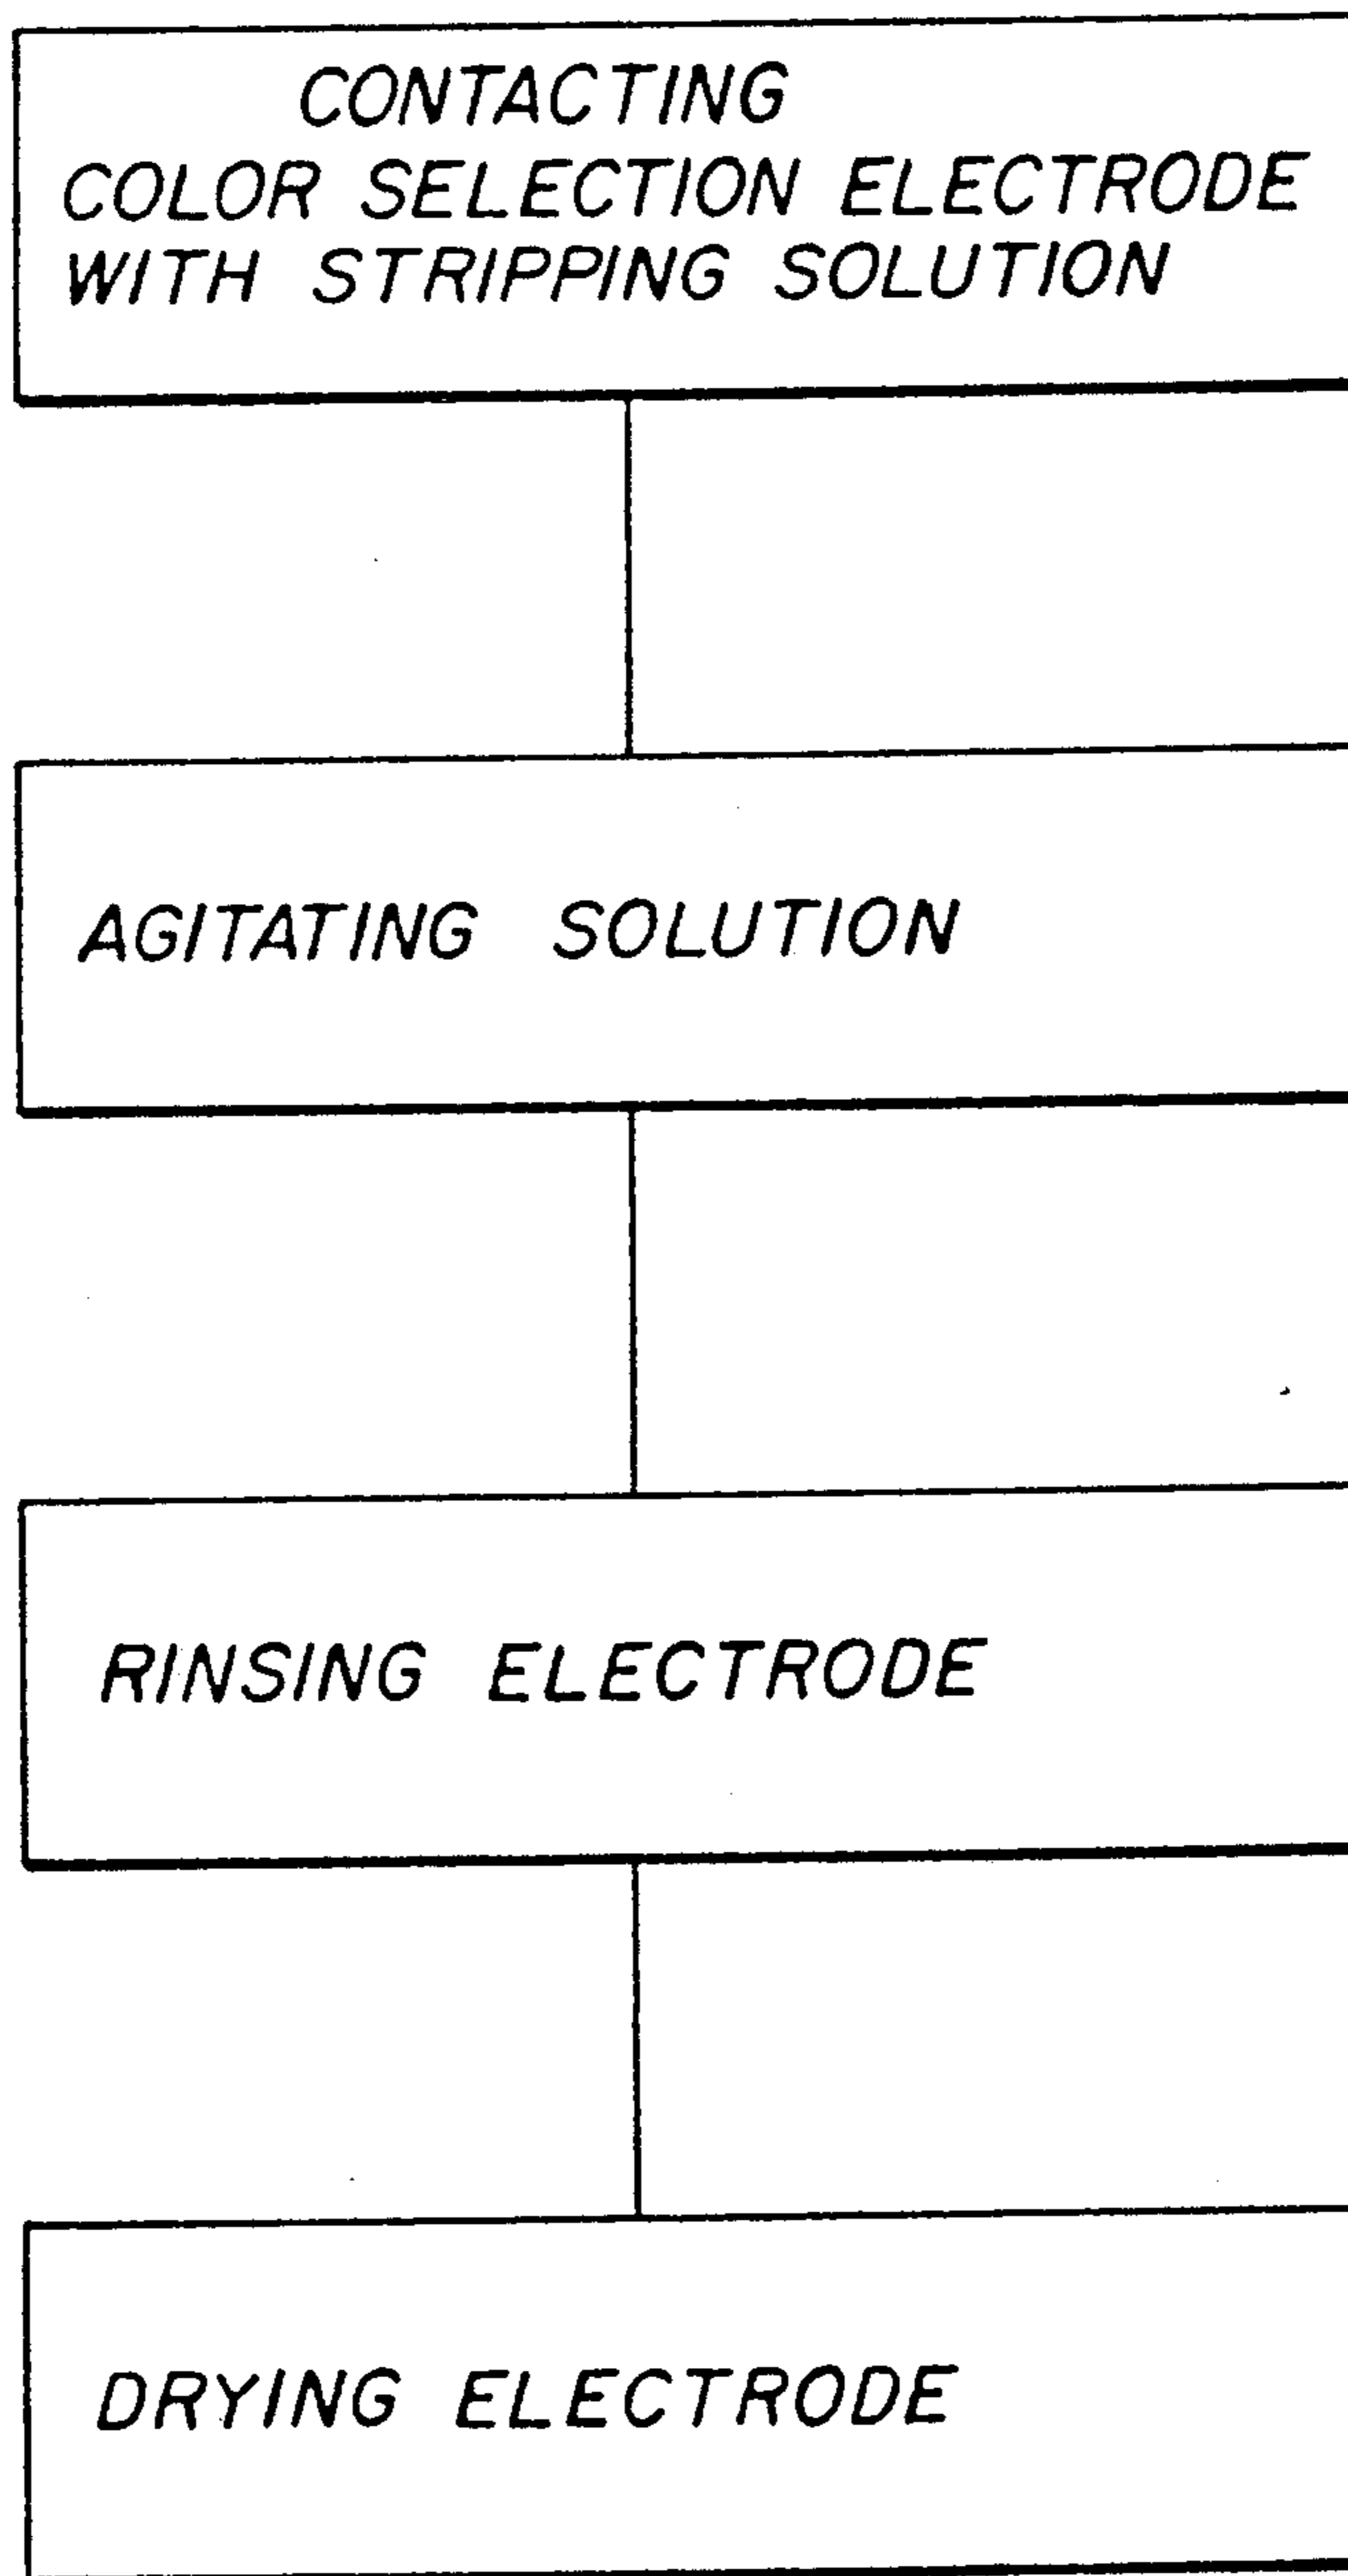 CONTACTING
COLOR SELECTION ELECTRODE
WITH STRIPPING SOLUTION
AGITATING SOLUTION
RINSING ELECTRODE
DRYING ELECTRODE